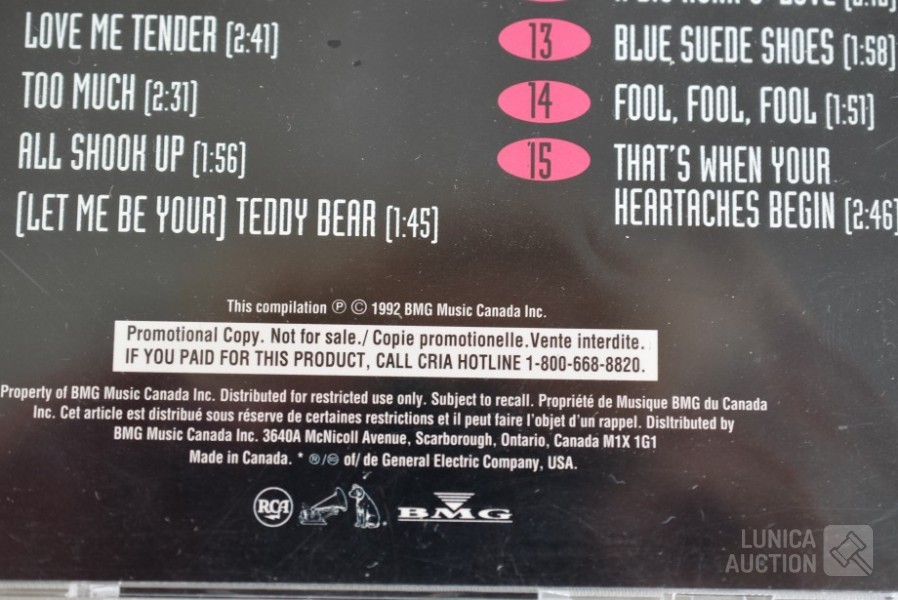 LOVE ME TENDER [2:41]
TOO MUCH [2:31]
ALL SHOOK UP [1:56]
[LET ME BE YOUR] TEDDY BEAR [1:45]
13 BLUE SUEDE SHOES [1:58]
14 FOOL, FOOL, FOOL [1:51]
15 THAT'S WHEN YOUR
HEARTACHES BEGIN [2:46]
This compilation Ⓟ © 1992 BMG Music Canada Inc.
Promotional Copy. Not for sale./ Copie promotionelle.Vente interdite.
IF YOU PAID FOR THIS PRODUCT, CALL CRIA HOTLINE 1-800-668-8820.
Property of BMG Music Canada Inc. Distributed for restricted use only. Subject to recall. Propriété de Musique BMG du Canada
Inc. Cet article est distribué sous réserve de certaines restrictions et il peut faire l'objet d'un rappel. Disitributed by
BMG Music Canada Inc. 3640A McNicoll Avenue, Scarborough, Ontario, Canada M1X 1G1
Made in Canada. * ®/ of/ de General Electric Company, USA.
RCA BMG
LUNICA
AUCTION